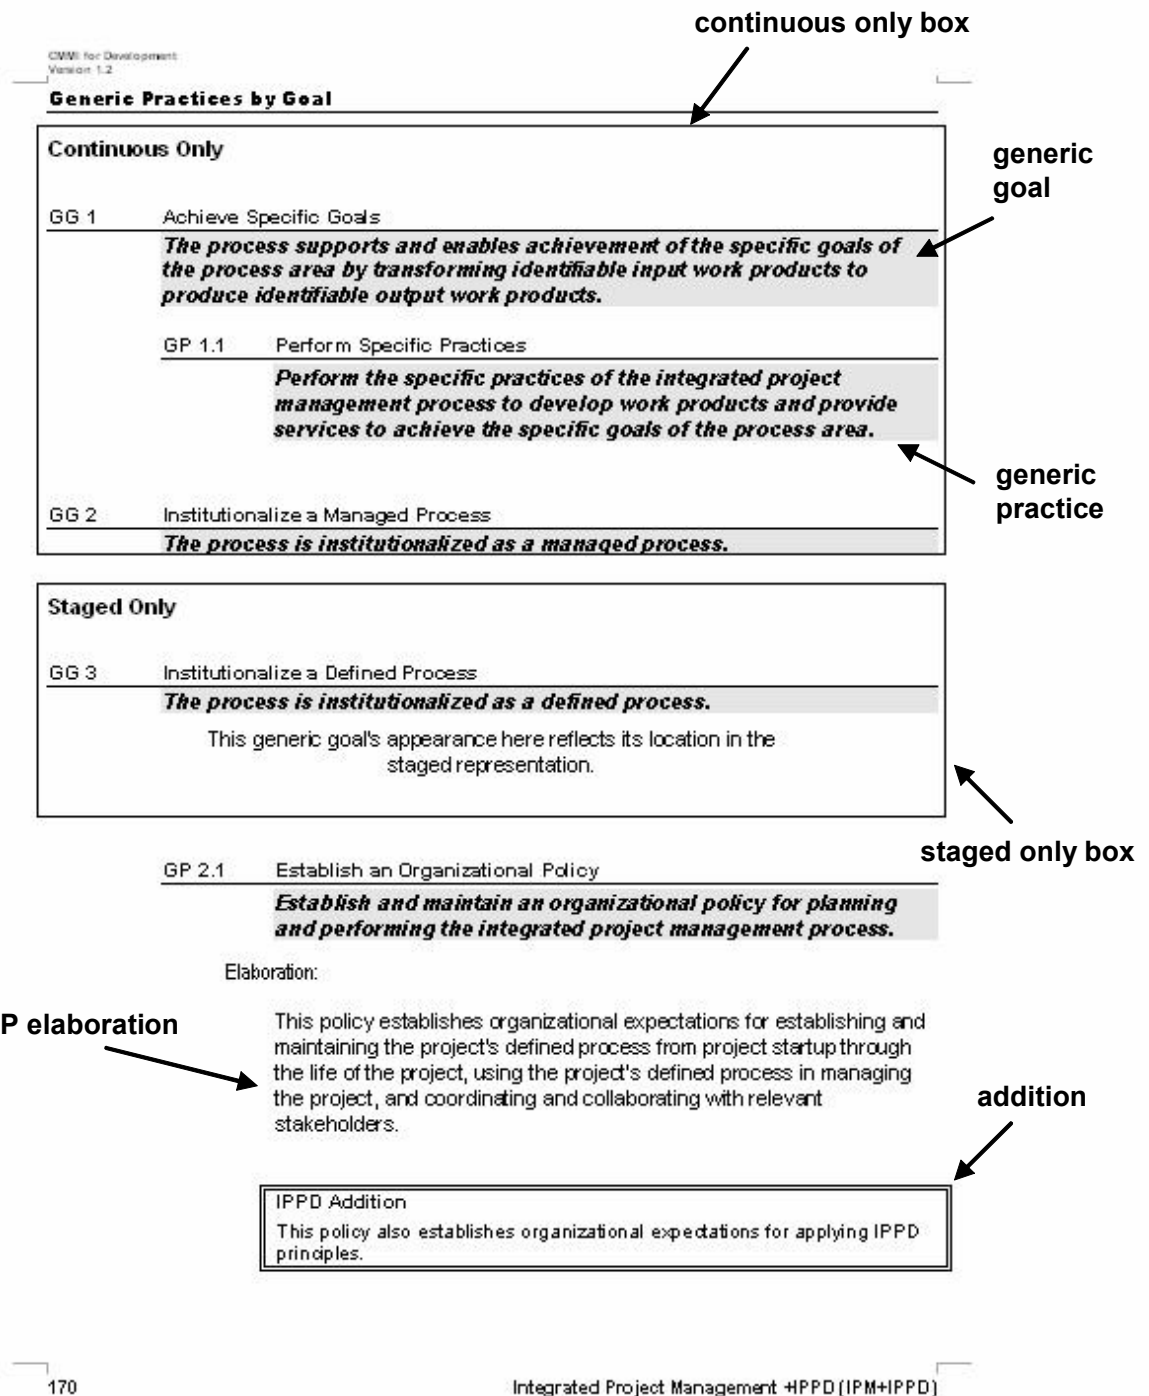 continuous only box
CMMI for Development
Version 1.2
Generic Practices by Goal
Continuous Only
generic
goal
GG 1 Achieve Specific Goals
The process supports and enables achievement of the specific goals of
the process area by transforming identifiable input work products to
produce identifiable output work products.
GP 1.1 Perform Specific Practices
Perform the specific practices of the integrated project
management process to develop work products and provide
services to achieve the specific goals of the process area.
generic
practice
GG 2 Institutionalize a Managed Process
The process is institutionalized as a managed process.
Staged Only
GG 3 Institutionalize a Defined Process
The process is institutionalized as a defined process.
This generic goal's appearance here reflects its location in the
staged representation.
staged only box
GP 2.1 Establish an Organizational Policy
Establish and maintain an organizational policy for planning
and performing the integrated project management process.
Elaboration:
P elaboration
This policy establishes organizational expectations for establishing and
maintaining the project's defined process from project startup through
the life of the project, using the project's defined process in managing
the project, and coordinating and collaborating with relevant
stakeholders.
addition
IPPD Addition
This policy also establishes organizational expectations for applying IPPD
principles.
170 Integrated Project Management +IPPD (IPM+IPPD)